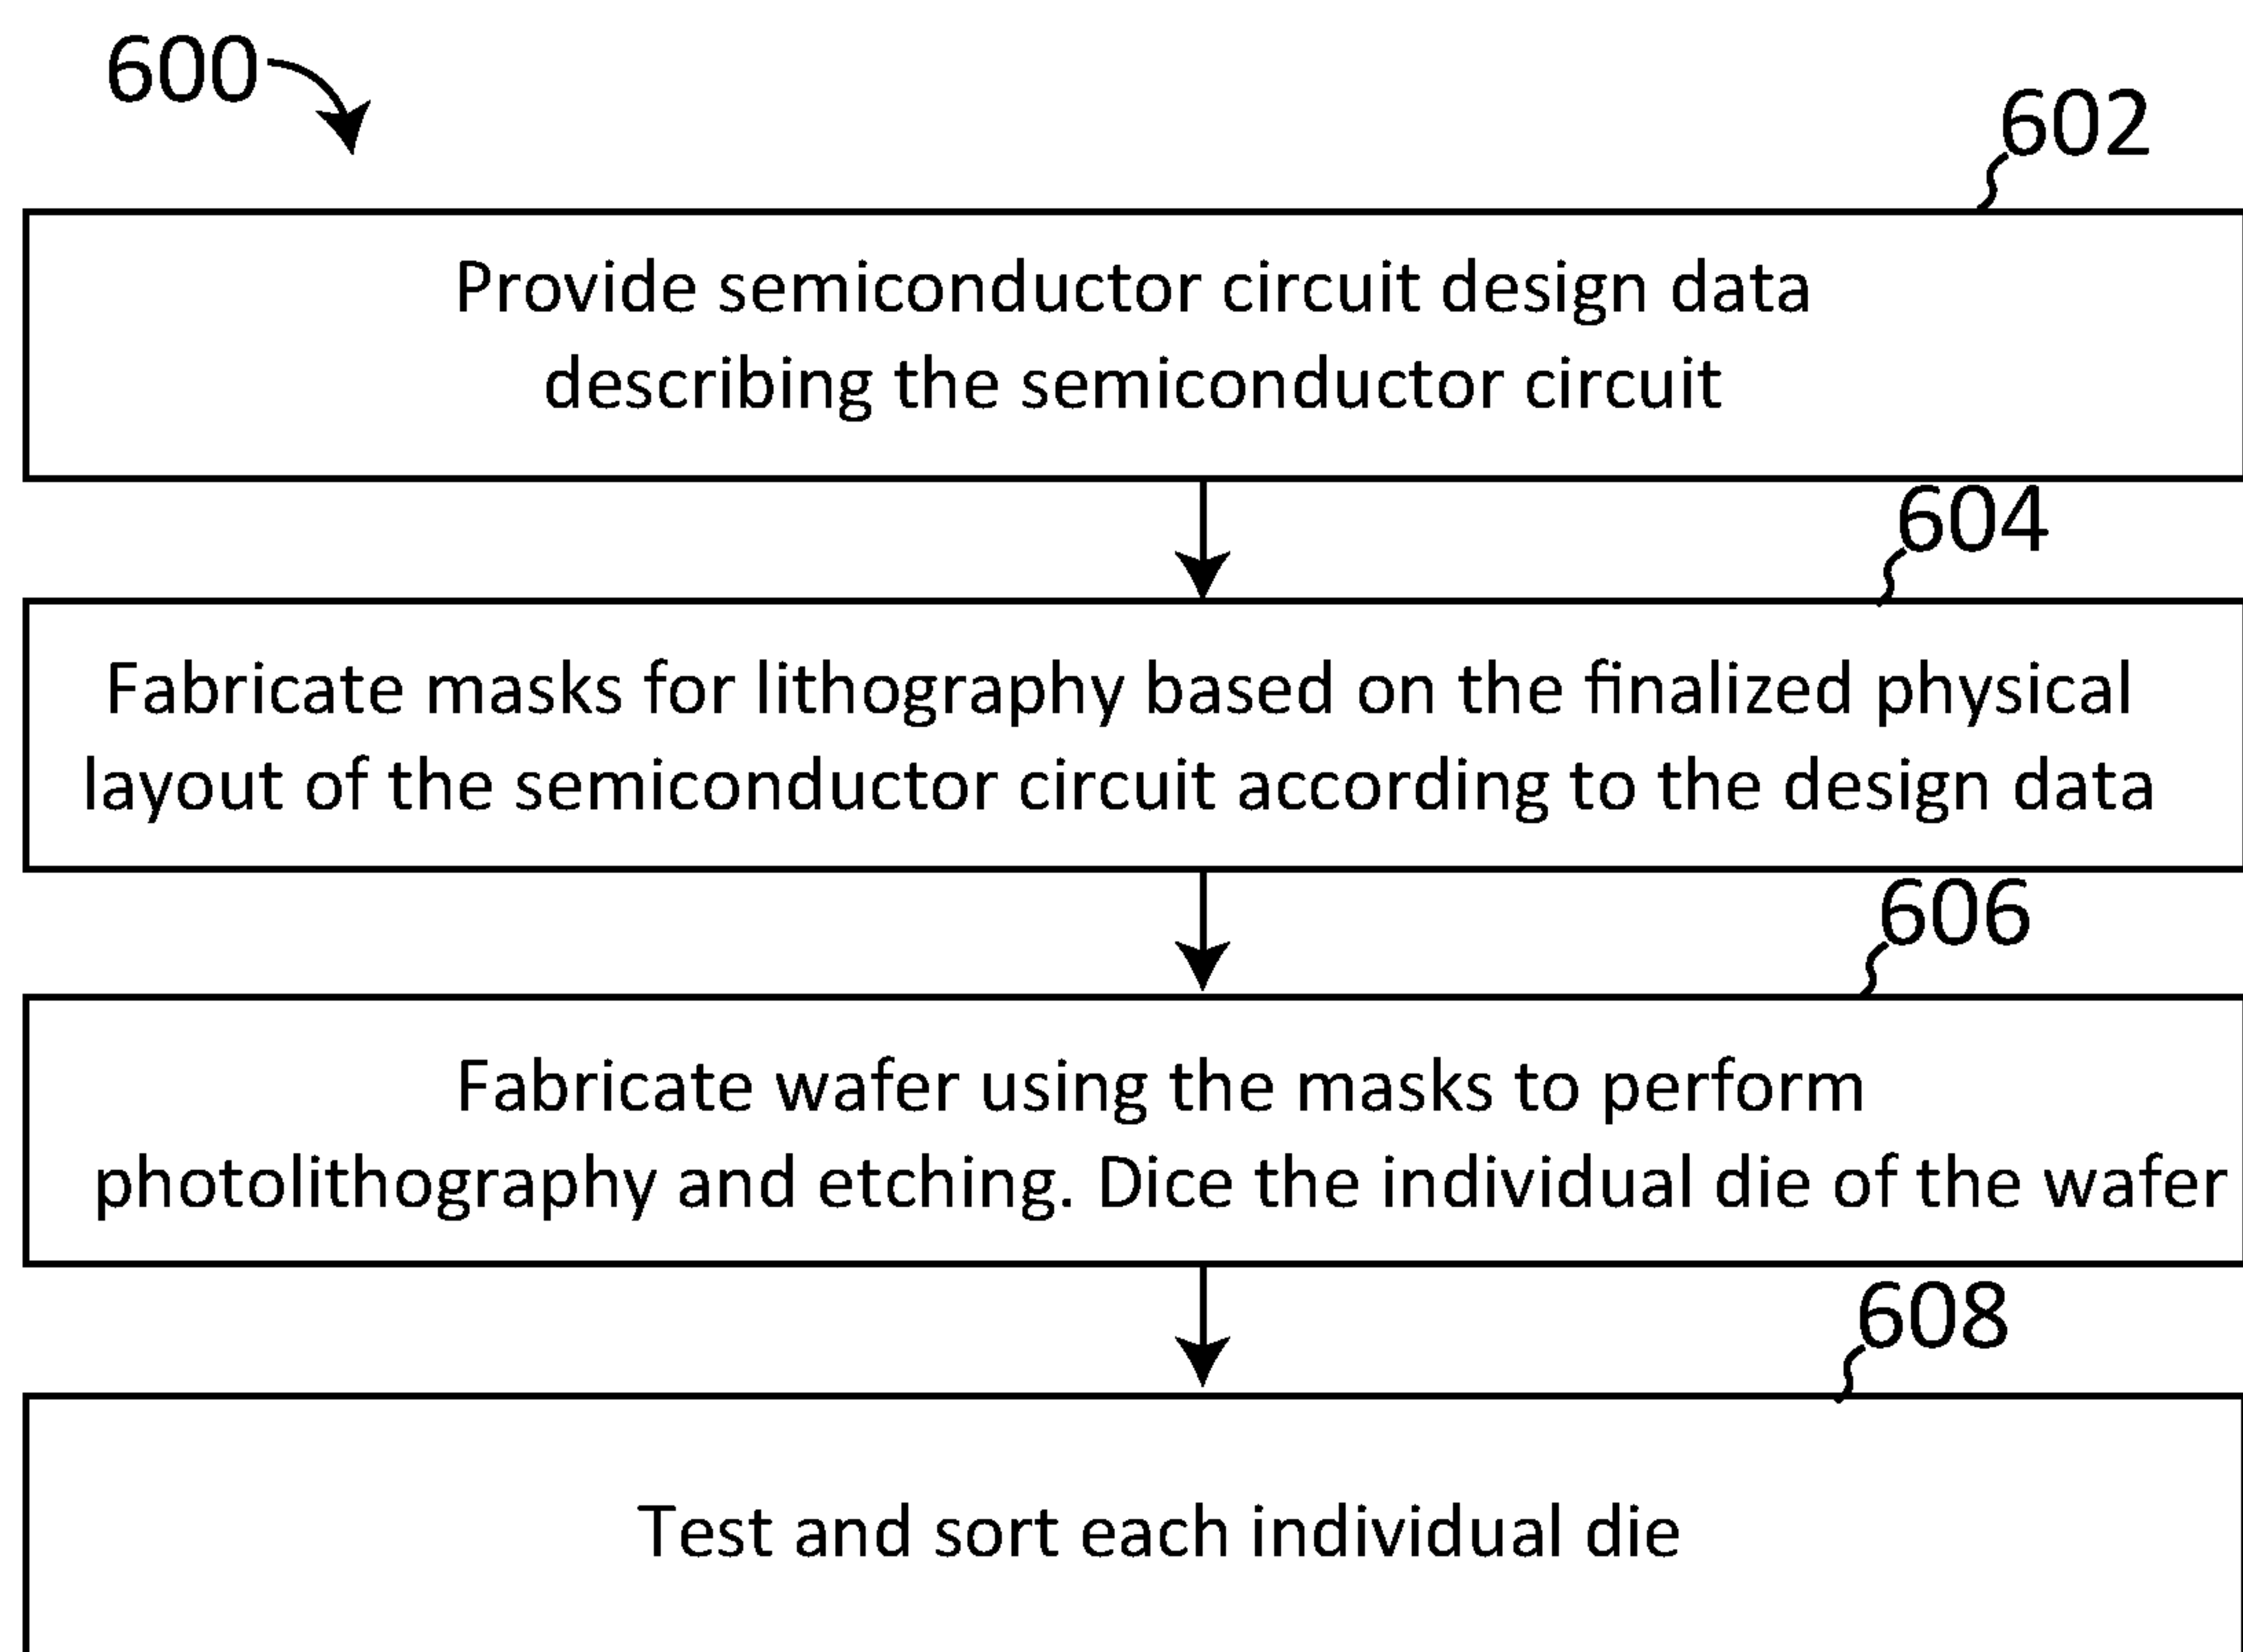 600
602
Provide semiconductor circuit design data
describing the semiconductor circuit
604
Fabricate masks for lithography based on the finalized physical
layout of the semiconductor circuit according to the design data
606
Fabricate wafer using the masks to perform
photolithography and etching. Dice the individual die of the wafer
608
Test and sort each individual die